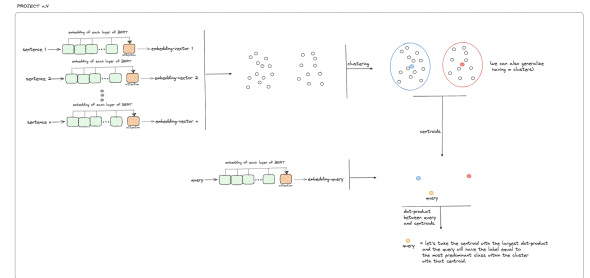 PROJECT n.4
embedding of each layer of BERT
sentence 1
embedding-vector 1
embedding of each layer of BERT
sentence 2
embedding-vector 2
embedding of each layer of BERT
sentence n
embedding-vector n
clustering
(we can also generalize
having n clusters)
centroids
embedding of each layer of BERT
query
embedding-query
query
dot-product
between query
and centroids
query
= let's take the centroid with the largest dot-product
and the query will have the label equal to
the most predominant class within the cluster
with that centroid.